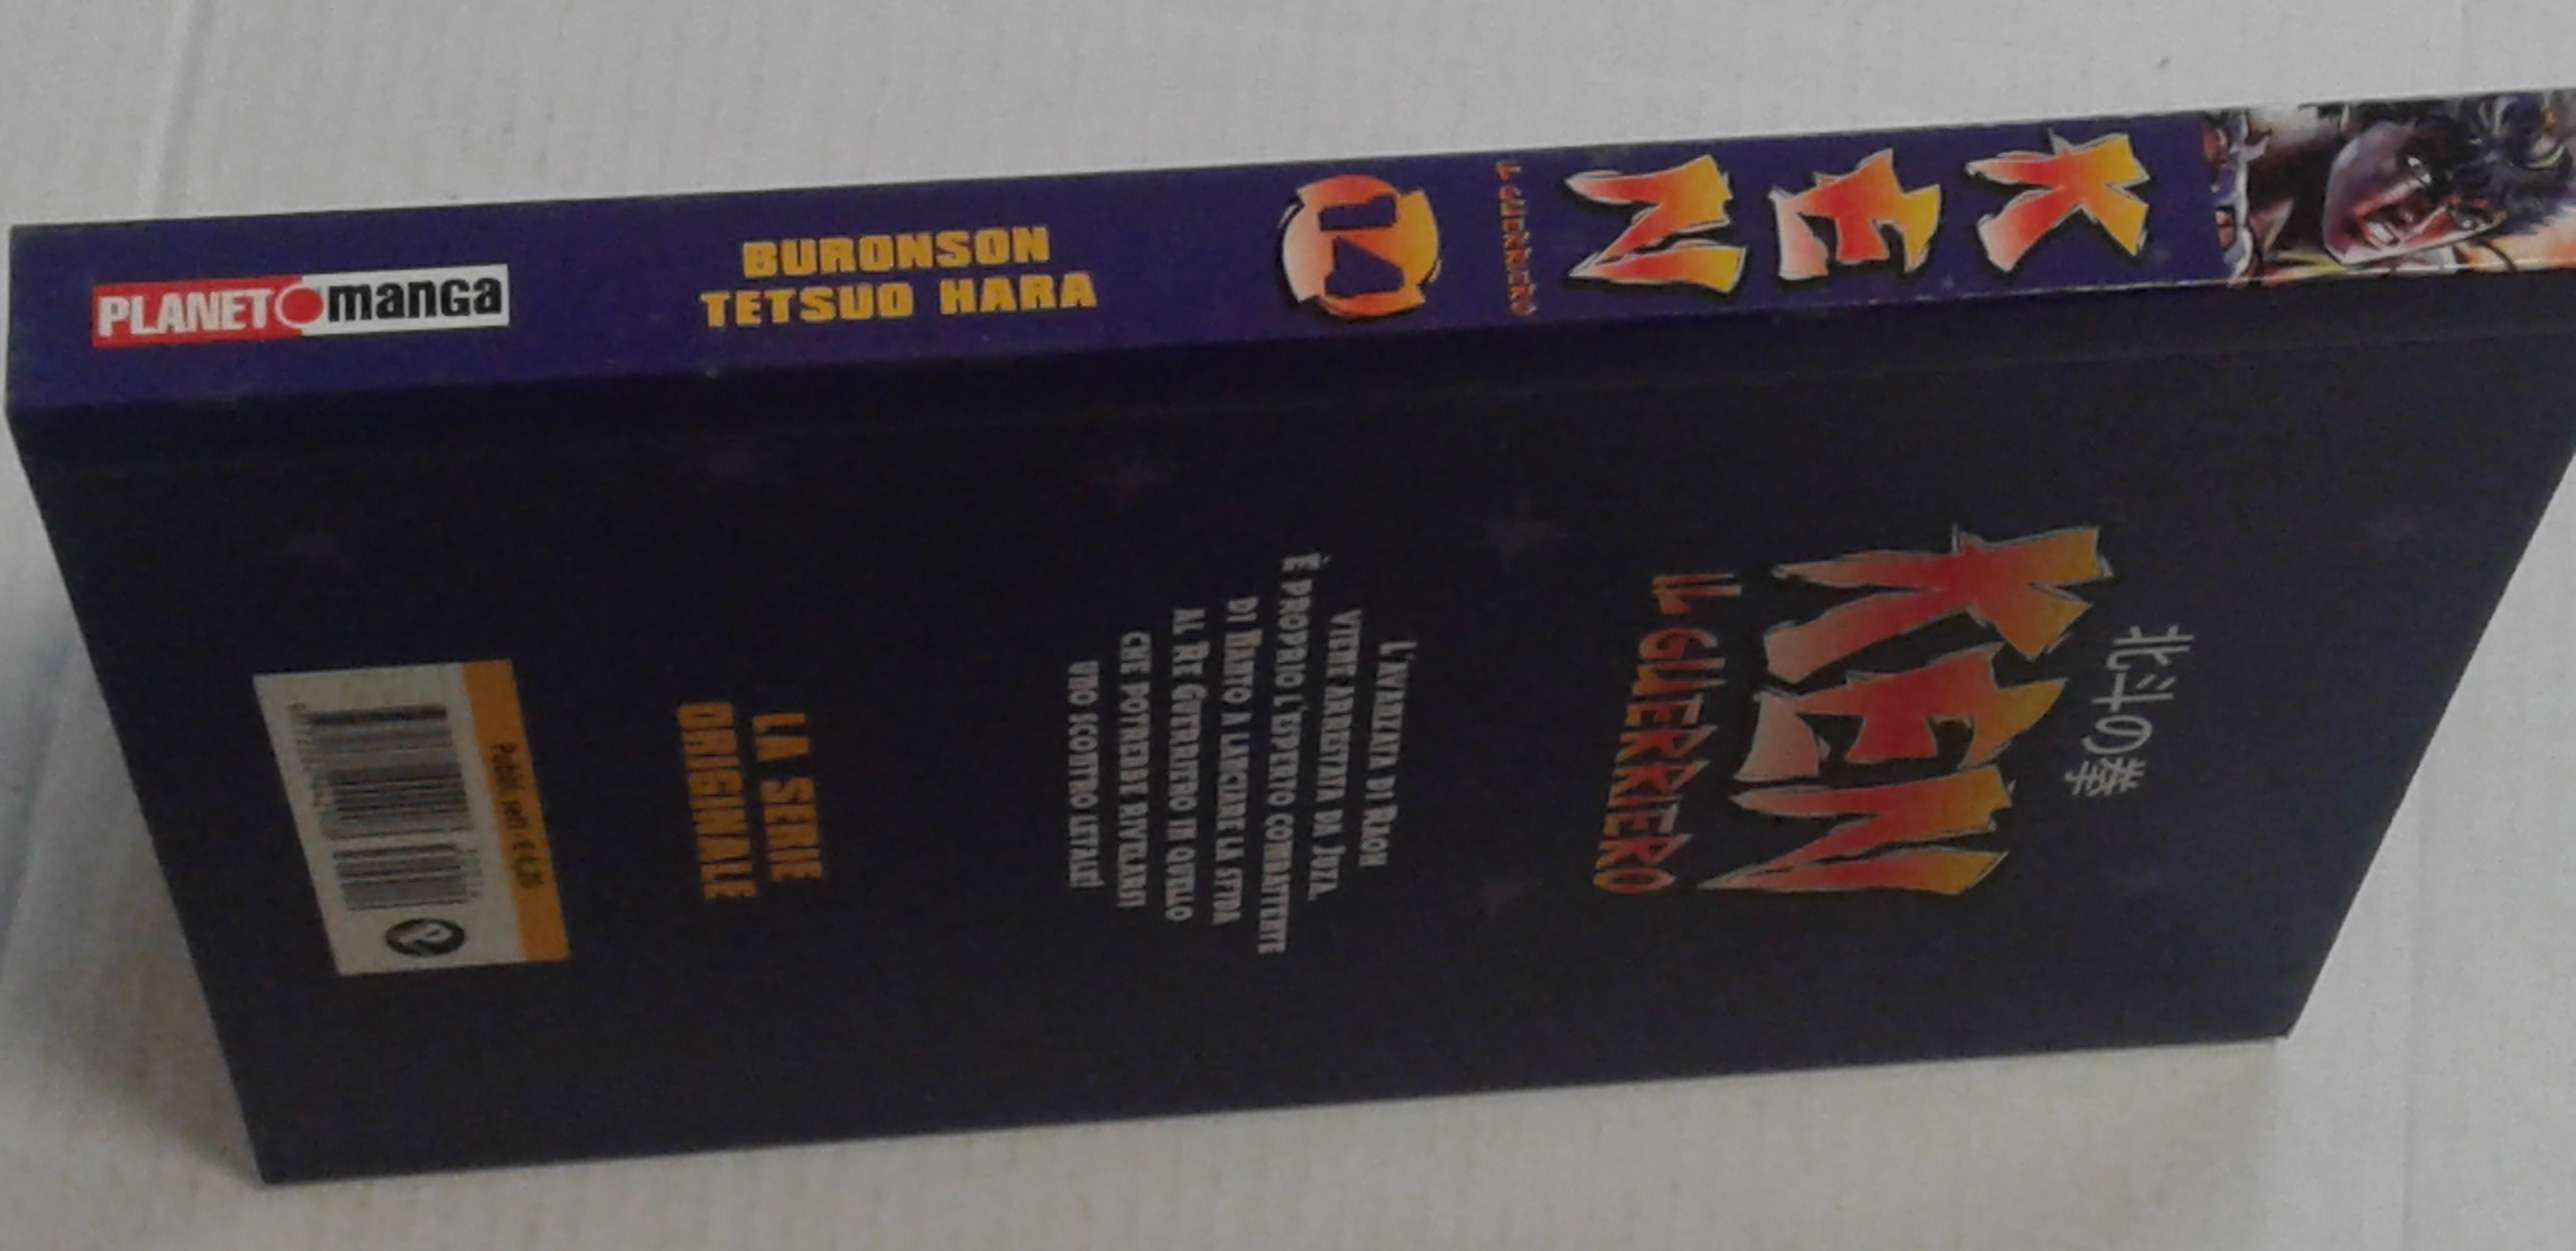 KEN
IL GUERRIERO
14
BURONSON
TETSUO HARA
PLANET manga
北斗の拳
KEN
IL GUERRIERO
L'AVANZATA DI RAOH
VIENE ARRESTATA DA JUZA.
È PROPRIO L'ESPERTO COMBATTENTE
DI NANTO A LANCIARE LA SFIDA
AL RE GUERRIERO IN QUELLO
CHE POTREBBE RIVELARSI
UNO SCONTRO LETALE!
LA SERIE
ORIGINALE